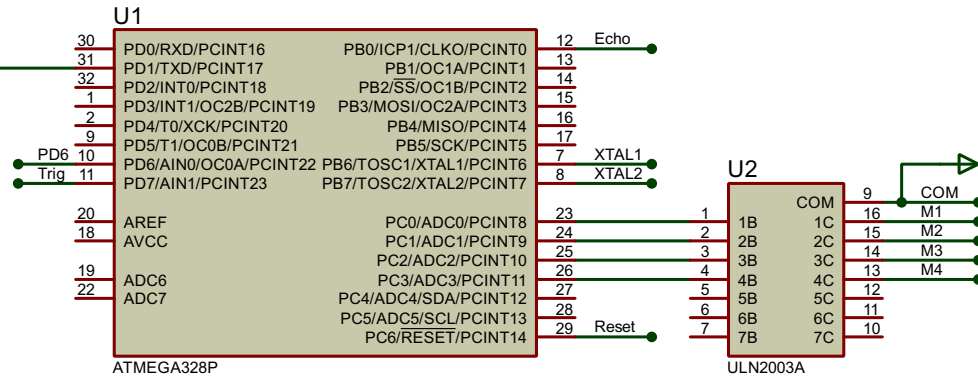 U1
30 PD0/RXD/PCINT16 PB0/ICP1/CLKO/PCINT0 12 Echo
31 PD1/TXD/PCINT17 PB1/OC1A/PCINT1 13
32 PD2/INT0/PCINT18 PB2/SS/OC1B/PCINT2 14
1 PD3/INT1/OC2B/PCINT19 PB3/MOSI/OC2A/PCINT3 15
2 PD4/T0/XCK/PCINT20 PB4/MISO/PCINT4 16
9 PD5/T1/OC0B/PCINT21 PB5/SCK/PCINT5 17
PD6 10 PD6/AIN0/OC0A/PCINT22 PB6/TOSC1/XTAL1/PCINT6 7 XTAL1
Trig 11 PD7/AIN1/PCINT23 PB7/TOSC2/XTAL2/PCINT7 8 XTAL2
20 AREF PC0/ADC0/PCINT8 23
18 AVCC PC1/ADC1/PCINT9 24
PC2/ADC2/PCINT10 25
19 ADC6 PC3/ADC3/PCINT11 26
22 ADC7 PC4/ADC4/SDA/PCINT12 27
PC5/ADC5/SCL/PCINT13 28
PC6/RESET/PCINT14 29 Reset
ATMEGA328P
U2
COM 9 COM
1 1B 1C 16 M1
2 2B 2C 15 M2
3 3B 3C 14 M3
4 4B 4C 13 M4
5 5B 5C 12
6 6B 6C 11
7 7B 7C 10
ULN2003A